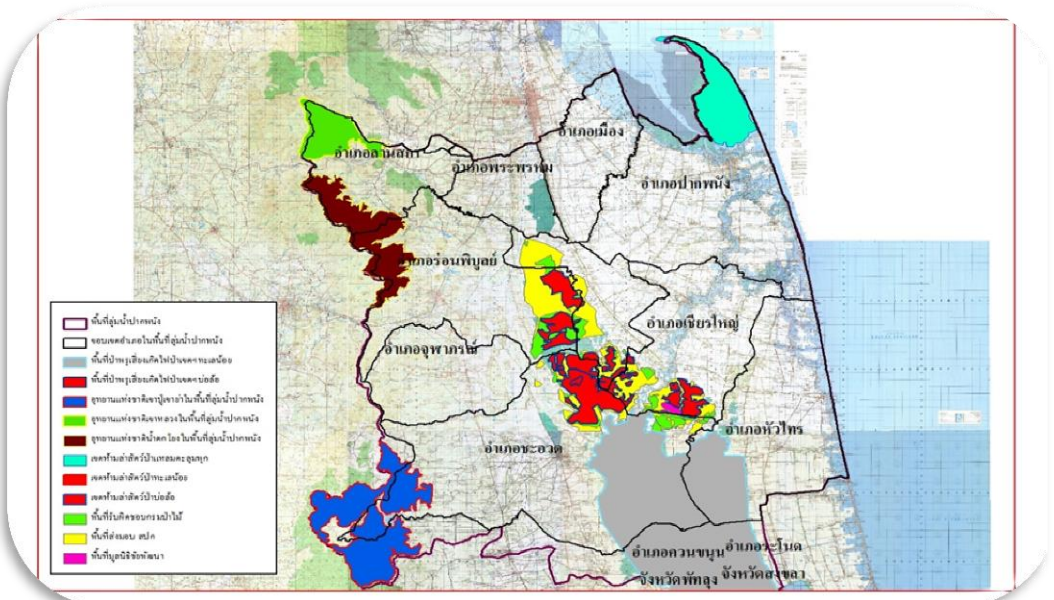 อำเภอเมือง
อำเภอลานสกา
อำเภอพระพรหม
อำเภอปากพนัง
อำเภอร่อนพิบูลย์
อำเภอเชียรใหญ่
อำเภอจุฬาภรณ์
อำเภอหัวไทร
อำเภอชะอวด
อำเภอควนขนุน
อำเภอระโนด
จังหวัดพัทลุง
จังหวัดสงขลา
พื้นที่ลุ่มน้ำปากพนัง
ขอบเขตอำเภอในพื้นที่ลุ่มน้ำปากพนัง
พื้นที่ป่าพรุเสี่ยงเกิดไฟป่าเขตฯทะเลน้อย
พื้นที่ป่าพรุเสี่ยงเกิดไฟป่าเขตฯบ่อล้อ
อุทยานแห่งชาติเขาปู่เขาย่าในพื้นที่ลุ่มน้ำปากพนัง
อุทยานแห่งชาติเขาหลวงในพื้นที่ลุ่มน้ำปากพนัง
อุทยานแห่งชาติน้ำตกโยงในพื้นที่ลุ่มน้ำปากพนัง
เขตห้ามล่าสัตว์ป่าแหลมตะลุมพุก
เขตห้ามล่าสัตว์ป่าทะเลน้อย
เขตห้ามล่าสัตว์ป่าบ่อล้อ
พื้นที่รับผิดชอบกรมป่าไม้
พื้นที่ส่งมอบ สปก
พื้นที่มูลนิธิชัยพัฒนา